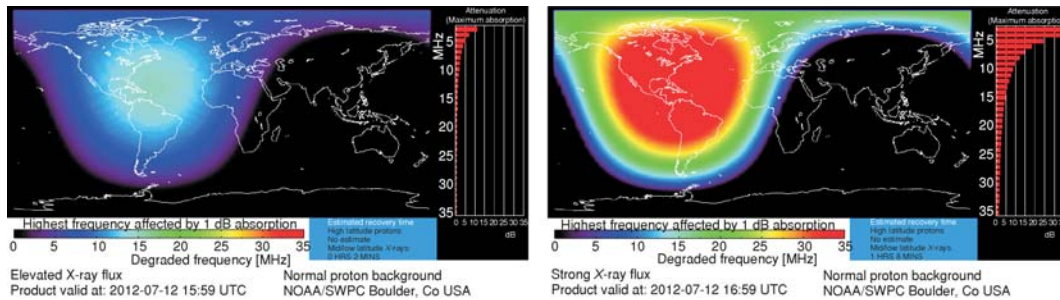 Attenuation
(Maximum absorption)
MHz
5
10
15
20
25
30
35
0 5 10 15 20 25 30 35
dB
Highest frequency affected by 1 dB absorption
0 5 10 15 20 25 30 35
Degraded frequency [MHz]
Estimated recovery time
High latitude protons
No estimate
Mid/low latitude X-rays:
0 HRS 2 MINS
Elevated X-ray flux
Product valid at: 2012-07-12 15:59 UTC
Normal proton background
NOAA/SWPC Boulder, Co USA
Attenuation
(Maximum absorption)
MHz
5
10
15
20
25
30
35
0 5 10 15 20 25 30 35
dB
Highest frequency affected by 1 dB absorption
0 5 10 15 20 25 30 35
Degraded frequency [MHz]
Estimated recovery time
High latitude protons
No estimate
Mid/low latitude X-rays:
1 HRS 8 MINS
Strong X-ray flux
Product valid at: 2012-07-12 16:59 UTC
Normal proton background
NOAA/SWPC Boulder, Co USA